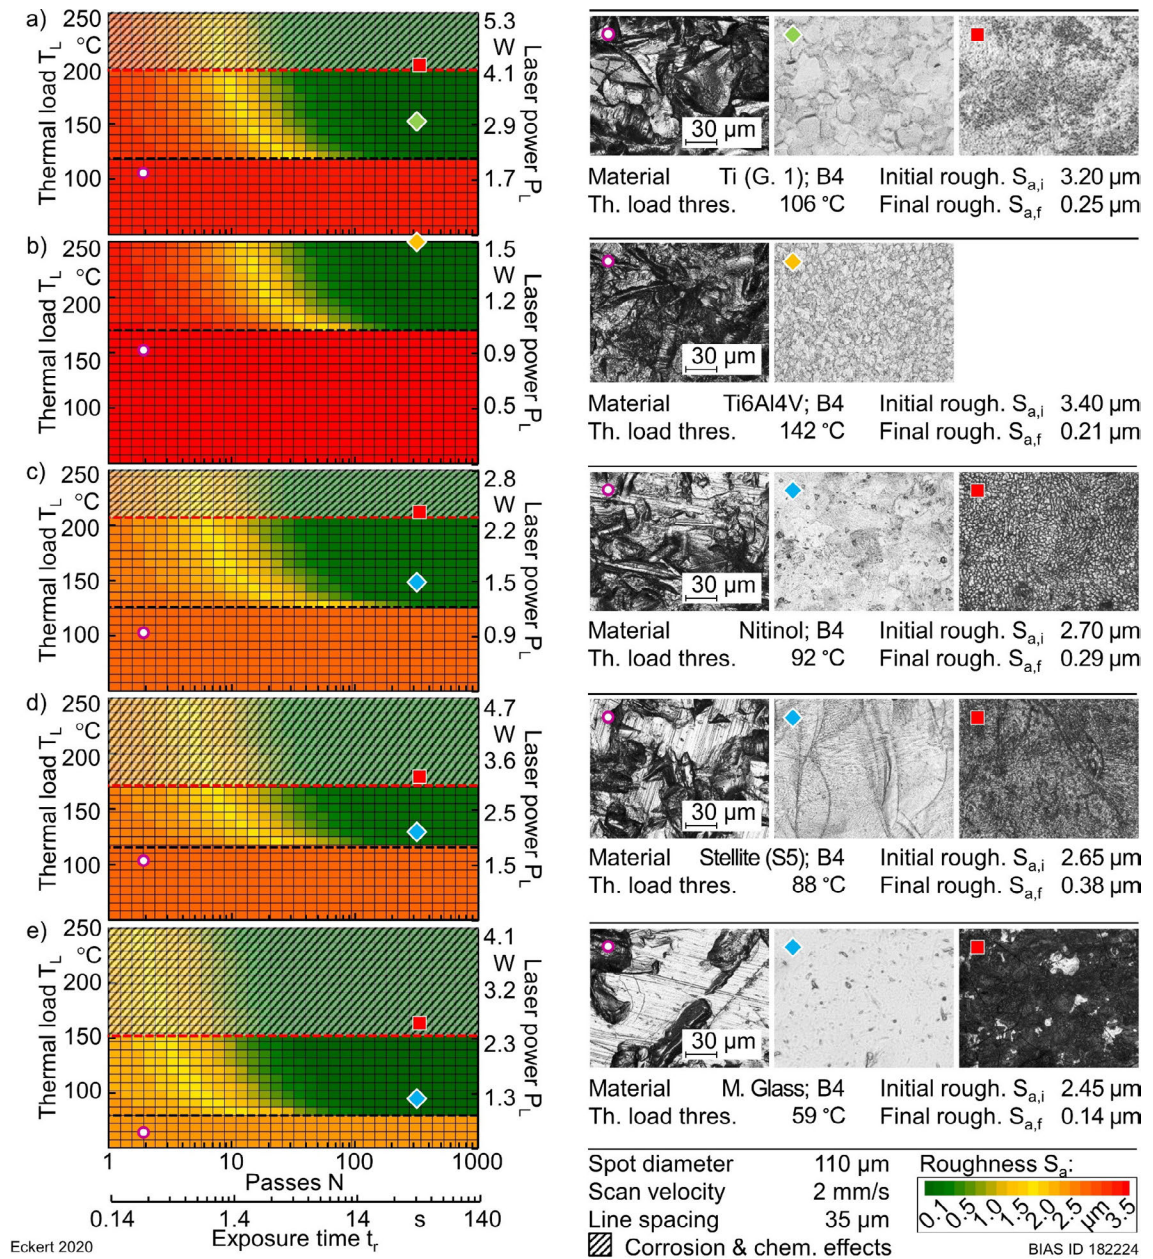 a)
Thermal load T_L
°C
250
200
150
100
5.3
W
4.1
2.9
1.7
Laser power P_L
30 µm
Material Ti (G. 1); B4 Initial rough. S_a,i 3.20 µm
Th. load thres. 106 °C Final rough. S_a,f 0.25 µm
b)
Thermal load T_L
°C
250
200
150
100
1.5
W
1.2
0.9
0.5
Laser power P_L
30 µm
Material Ti6Al4V; B4 Initial rough. S_a,i 3.40 µm
Th. load thres. 142 °C Final rough. S_a,f 0.21 µm
c)
Thermal load T_L
°C
250
200
150
100
2.8
W
2.2
1.5
0.9
Laser power P_L
30 µm
Material Nitinol; B4 Initial rough. S_a,i 2.70 µm
Th. load thres. 92 °C Final rough. S_a,f 0.29 µm
d)
Thermal load T_L
°C
250
200
150
100
4.7
W
3.6
2.5
1.5
Laser power P_L
30 µm
Material Stellite (S5); B4 Initial rough. S_a,i 2.65 µm
Th. load thres. 88 °C Final rough. S_a,f 0.38 µm
e)
Thermal load T_L
°C
250
200
150
100
4.1
W
3.2
2.3
1.3
Laser power P_L
30 µm
Material M. Glass; B4 Initial rough. S_a,i 2.45 µm
Th. load thres. 59 °C Final rough. S_a,f 0.14 µm
1 10 100 1000
Passes N
0.14 1.4 14 s 140
Exposure time t_r
Spot diameter 110 µm
Scan velocity 2 mm/s
Line spacing 35 µm
Corrosion & chem. effects
Roughness S_a:
0.1 0.5 1.0 1.5 2.0 2.5 µm 3.5
Eckert 2020
BIAS ID 182224